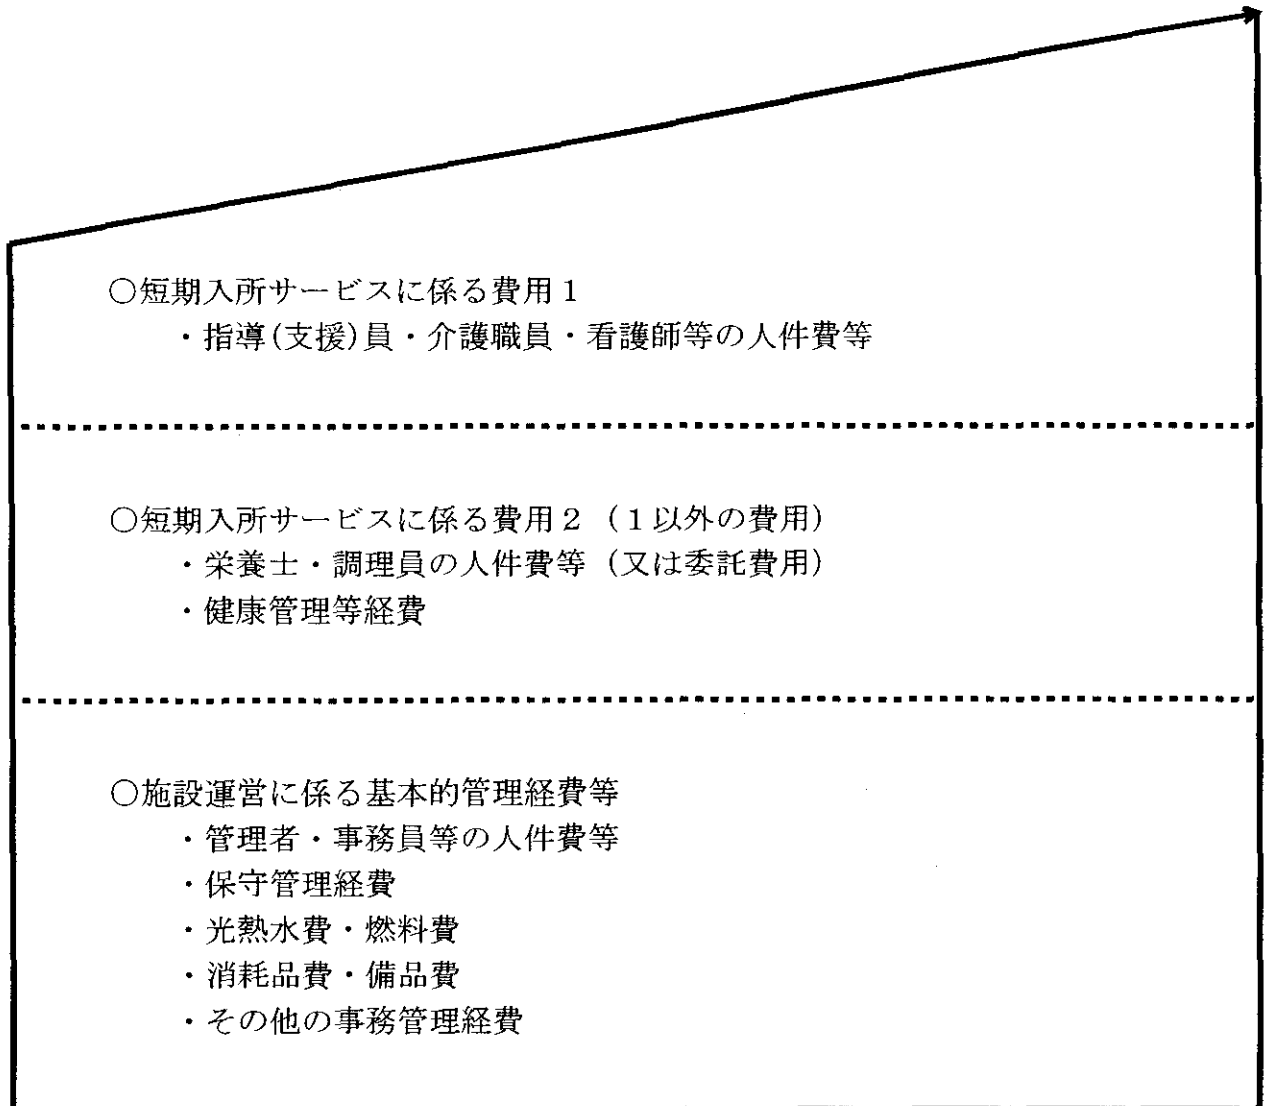 ○短期入所サービスに係る費用１
・指導(支援)員・介護職員・看護師等の人件費等
○短期入所サービスに係る費用２（１以外の費用）
・栄養士・調理員の人件費等（又は委託費用）
・健康管理等経費
○施設運営に係る基本的管理経費等
・管理者・事務員等の人件費等
・保守管理経費
・光熱水費・燃料費
・消耗品費・備品費
・その他の事務管理経費